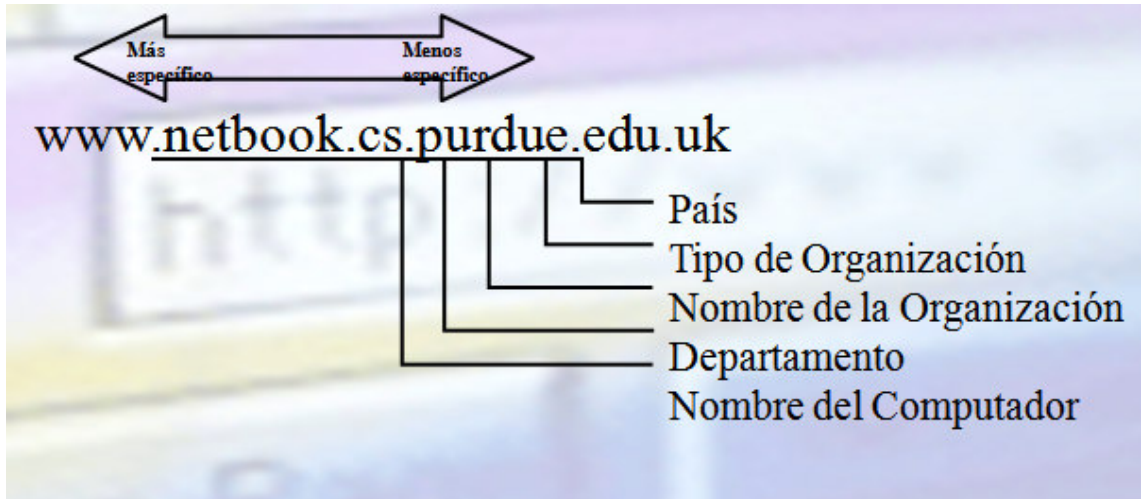 Más
específico
Menos
específico
www.netbook.cs.purdue.edu.uk
http
País
Tipo de Organización
Nombre de la Organización
Departamento
Nombre del Computador